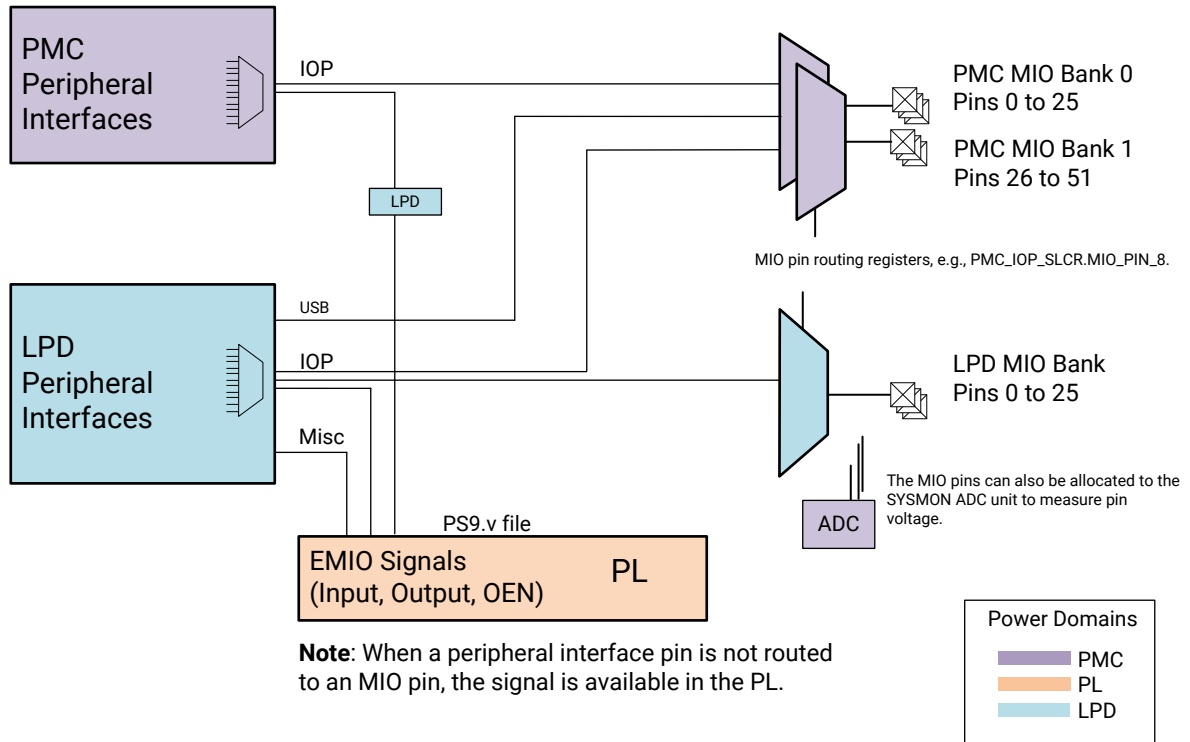 PMC
Peripheral
Interfaces
IOP
PMC MIO Bank 0
Pins 0 to 25
PMC MIO Bank 1
Pins 26 to 51
LPD
MIO pin routing registers, e.g., PMC_IOP_SLCR.MIO_PIN_8.
LPD
Peripheral
Interfaces
USB
IOP
Misc
LPD MIO Bank
Pins 0 to 25
The MIO pins can also be allocated to the
SYSMON ADC unit to measure pin
voltage.
ADC
PS9.v file
EMIO Signals
(Input, Output, OEN)
PL
Note: When a peripheral interface pin is not routed
to an MIO pin, the signal is available in the PL.
Power Domains
PMC
PL
LPD